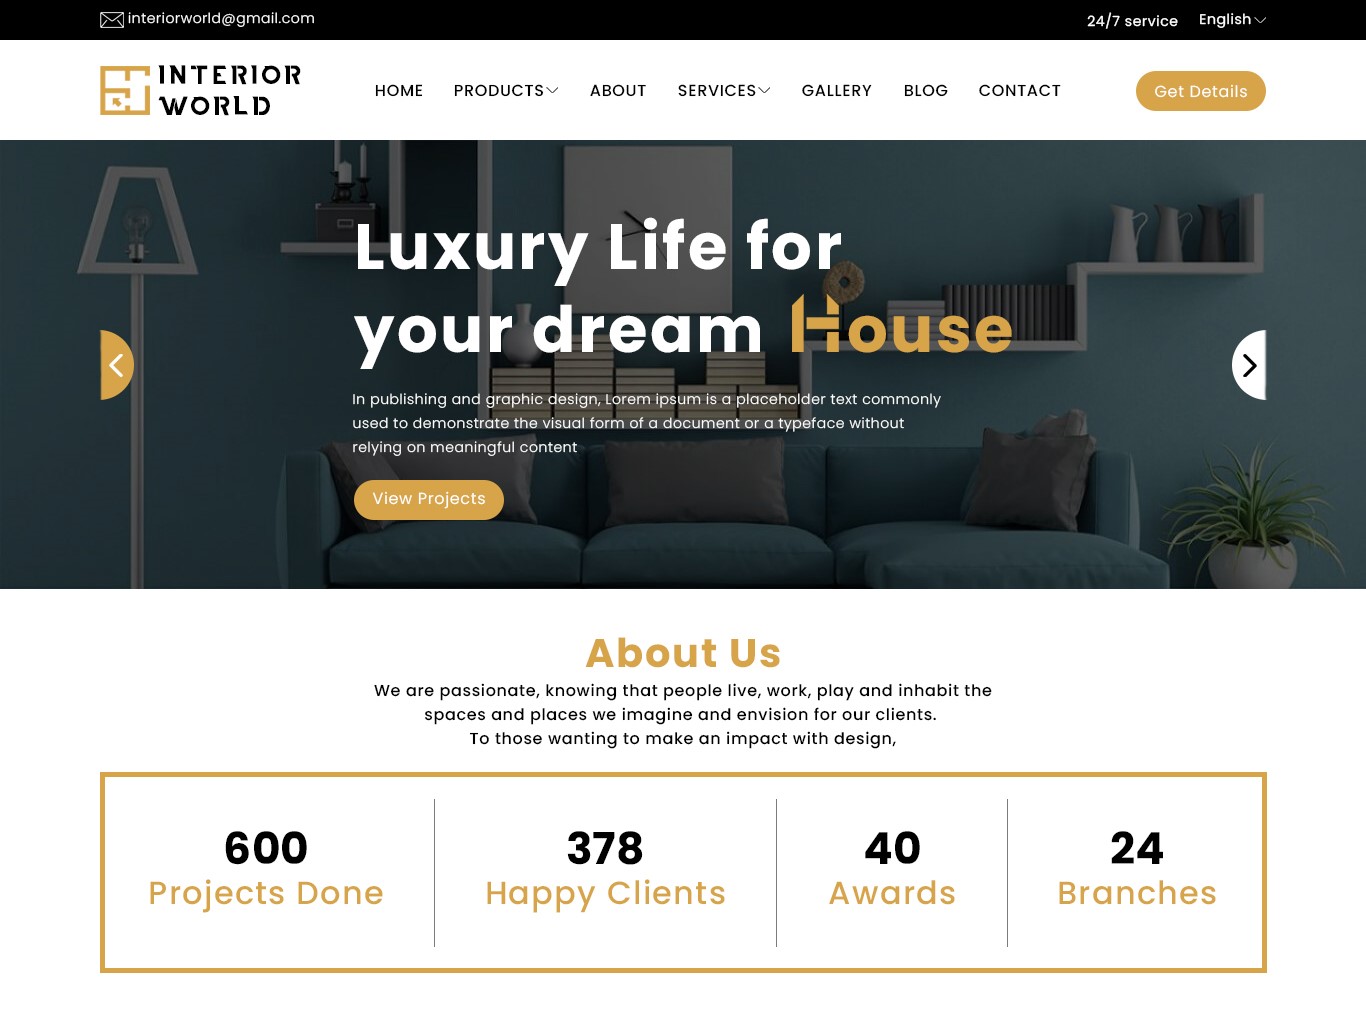 interiorworld@gmail.com
24/7 service
English
INTERIOR
WORLD
HOME
PRODUCTS
ABOUT
SERVICES
GALLERY
BLOG
CONTACT
Get Details
Luxury Life for
your dream House
In publishing and graphic design, Lorem ipsum is a placeholder text commonly
used to demonstrate the visual form of a document or a typeface without
relying on meaningful content
View Projects
About Us
We are passionate, knowing that people live, work, play and inhabit the
spaces and places we imagine and envision for our clients.
To those wanting to make an impact with design,
600
Projects Done
378
Happy Clients
40
Awards
24
Branches